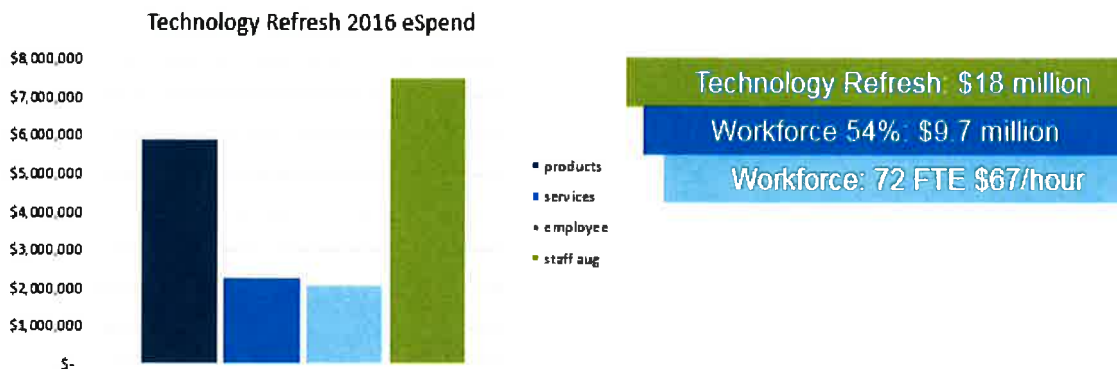 Technology Refresh 2016 eSpend
$8,000,000
$7,000,000
$6,000,000
$5,000,000
$4,000,000
$3,000,000
$2,000,000
$1,000,000
$-
products
services
employee
staff aug
Technology Refresh: $18 million
Workforce 54%: $9.7 million
Workforce: 72 FTE $67/hour